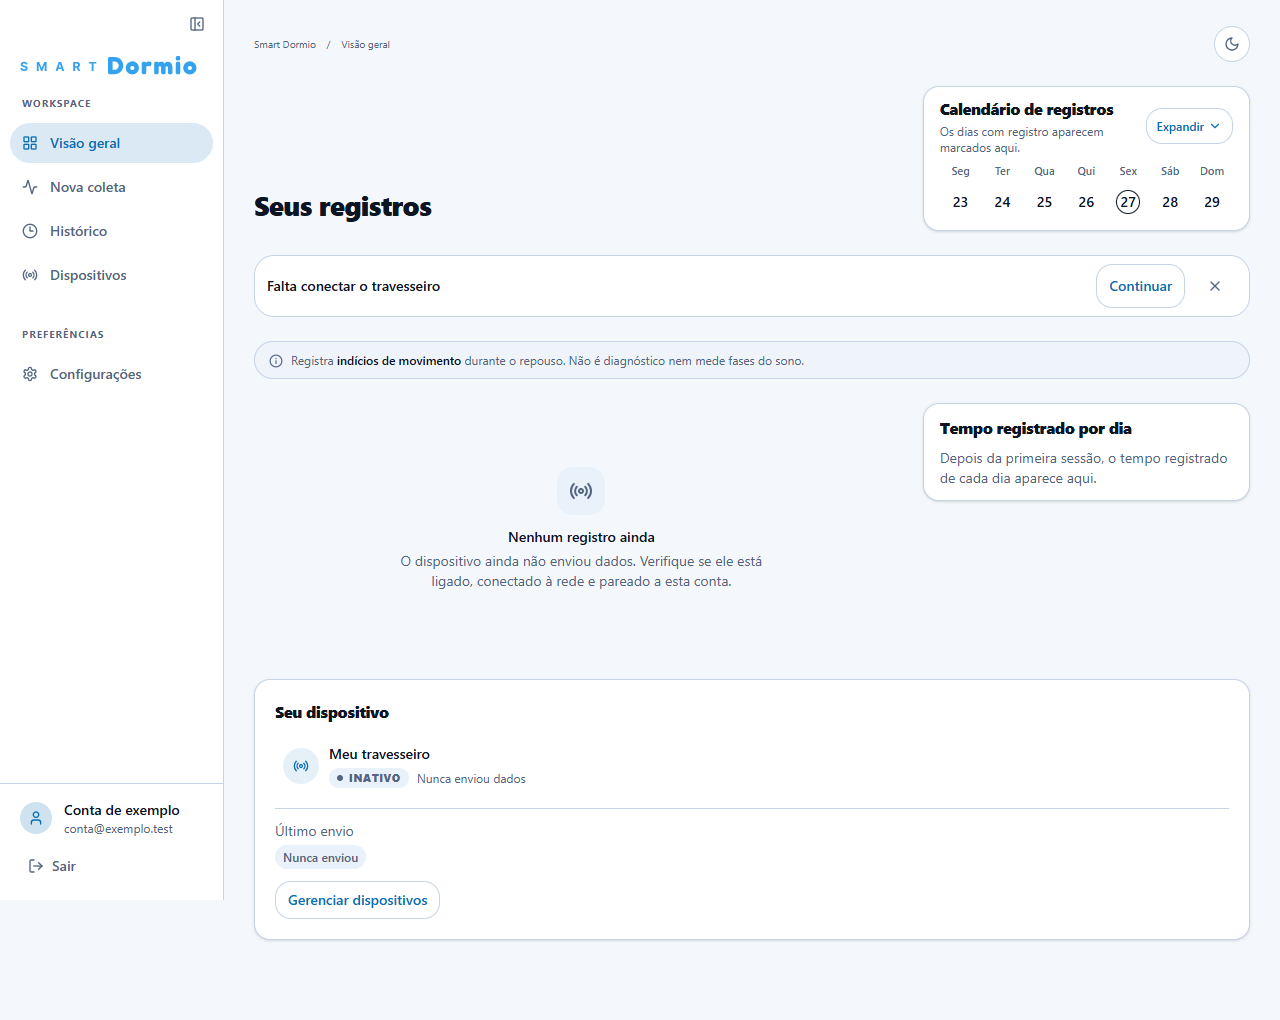 SMART Dormio
WORKSPACE
Visão geral
Nova coleta
Histórico
Dispositivos
PREFERÊNCIAS
Configurações
Conta de exemplo
conta@exemplo.test
Sair
Smart Dormio / Visão geral
Seus registros
Calendário de registros
Os dias com registro aparecem
marcados aqui.
Expandir
Seg Ter Qua Qui Sex Sáb Dom
23 24 25 26 27 28 29
Falta conectar o travesseiro
Continuar
Registra indícios de movimento durante o repouso. Não é diagnóstico nem mede fases do sono.
Nenhum registro ainda
O dispositivo ainda não enviou dados. Verifique se ele está
ligado, conectado à rede e pareado a esta conta.
Tempo registrado por dia
Depois da primeira sessão, o tempo registrado
de cada dia aparece aqui.
Seu dispositivo
Meu travesseiro
INATIVO Nunca enviou dados
Último envio
Nunca enviou
Gerenciar dispositivos